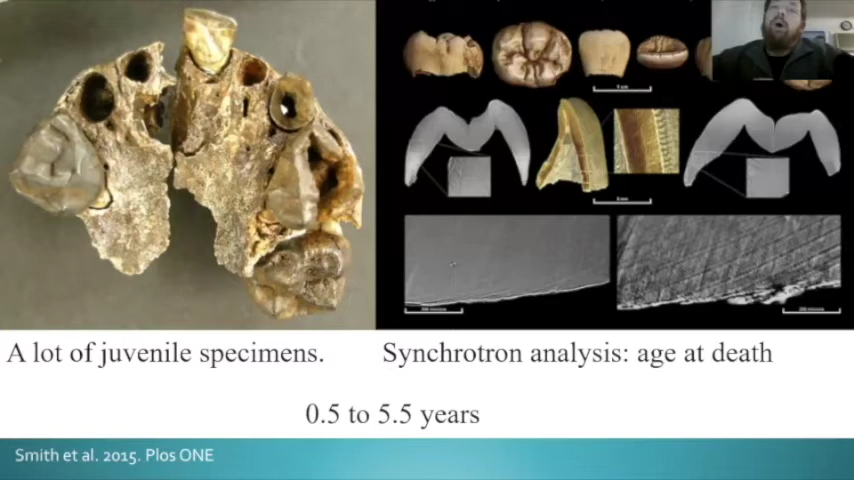 A lot of juvenile specimens.
Synchrotron analysis: age at death
0.5 to 5.5 years
Smith et al. 2015. Plos ONE